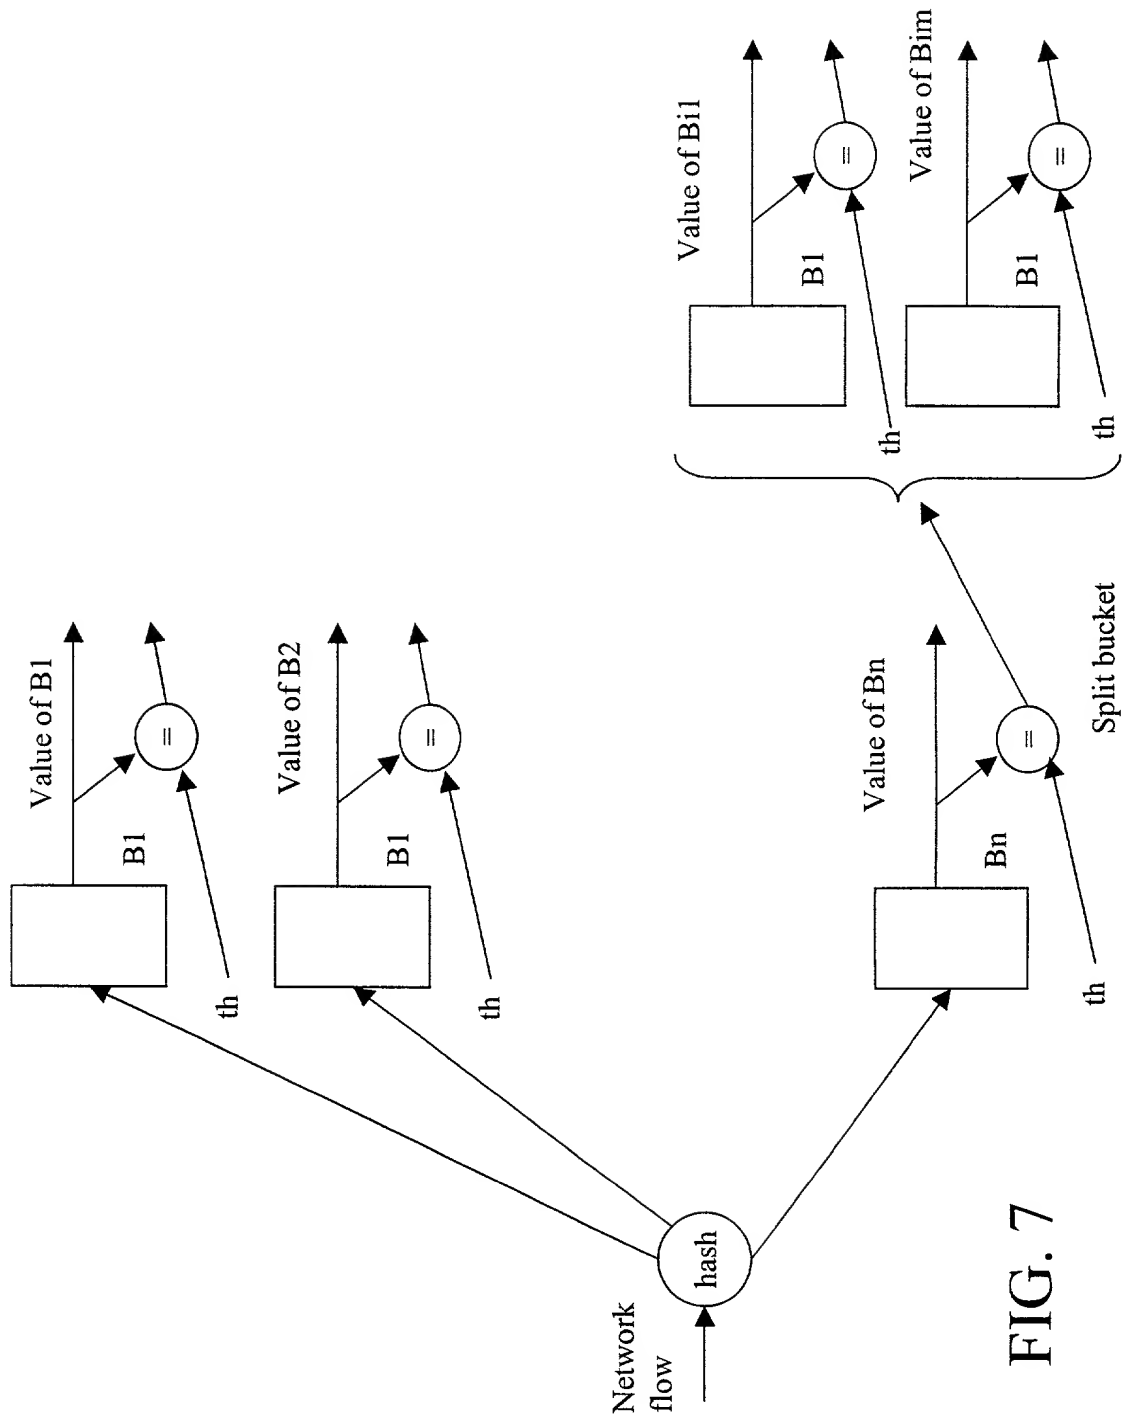 Network
flow
hash
Value of B1
B1
=
th
Value of B2
B1
=
th
Value of Bn
Bn
=
th
Split bucket
Value of Bi1
B1
=
th
Value of Bim
B1
=
th
FIG. 7